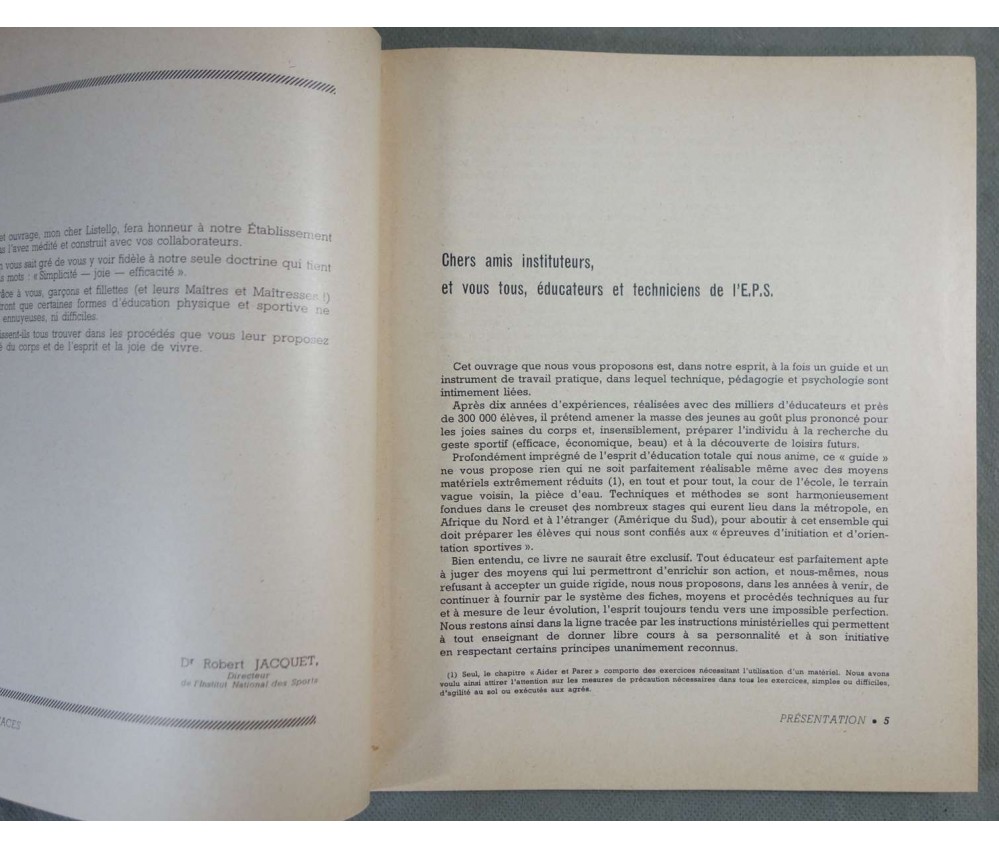 et ouvrage, mon cher Listello, fera honneur à notre Établissement
l'avez médité et construit avec vos collaborateurs.
vous sait gré de vous y voir fidèle à notre seule doctrine qui tient
mots : « Simplicité — joie — efficacité ».
à vous, garçons et fillettes (et leurs Maîtres et Maîtresses !)
ront que certaines formes d'éducation physique et sportive ne
ennuyeuses, ni difficiles.
issent-ils tous trouver dans les procédés que vous leur proposez
du corps et de l'esprit et la joie de vivre.
Dr Robert JACQUET,
Directeur
de l'Institut National des Sports
FACES
Chers amis instituteurs,
et vous tous, éducateurs et techniciens de l'E.P.S.
Cet ouvrage que nous vous proposons est, dans notre esprit, à la fois un guide et un
instrument de travail pratique, dans lequel technique, pédagogie et psychologie sont
intimement liées.
Après dix années d'expériences, réalisées avec des milliers d'éducateurs et près
de 300 000 élèves, il prétend amener la masse des jeunes au goût plus prononcé pour
les joies saines du corps et, insensiblement, préparer l'individu à la recherche du
geste sportif (efficace, économique, beau) et à la découverte de loisirs futurs.
Profondément imprégné de l'esprit d'éducation totale qui nous anime, ce « guide »
ne vous propose rien qui ne soit parfaitement réalisable même avec des moyens
matériels extrêmement réduits (1), en tout et pour tout, la cour de l'école, le terrain
vague voisin, la pièce d'eau. Techniques et méthodes se sont harmonieusement
fondues dans le creuset des nombreux stages qui eurent lieu dans la métropole, en
Afrique du Nord et à l'étranger (Amérique du Sud), pour aboutir à cet ensemble qui
doit préparer les élèves qui nous sont confiés aux « épreuves d'initiation et d'orien-
tation sportives ».
Bien entendu, ce livre ne saurait être exclusif. Tout éducateur est parfaitement apte
à juger des moyens qui lui permettront d'enrichir son action, et nous-mêmes, nous
refusant à accepter un guide rigide, nous nous proposons, dans les années à venir, de
continuer à fournir par le système des fiches, moyens et procédés techniques au fur
et à mesure de leur évolution, l'esprit toujours tendu vers une impossible perfection.
Nous restons ainsi dans la ligne tracée par les instructions ministérielles qui permettent
à tout enseignant de donner libre cours à sa personnalité et à son initiative
en respectant certains principes unanimement reconnus.
(1) Seul, le chapitre « Aider et Parer » comporte des exercices nécessitant l'utilisation d'un matériel. Nous avons
voulu ainsi attirer l'attention sur les mesures de précaution nécessaires dans tous les exercices, simples ou difficiles,
d'agilité au sol ou exécutés aux agrès.
PRÉSENTATION • 5